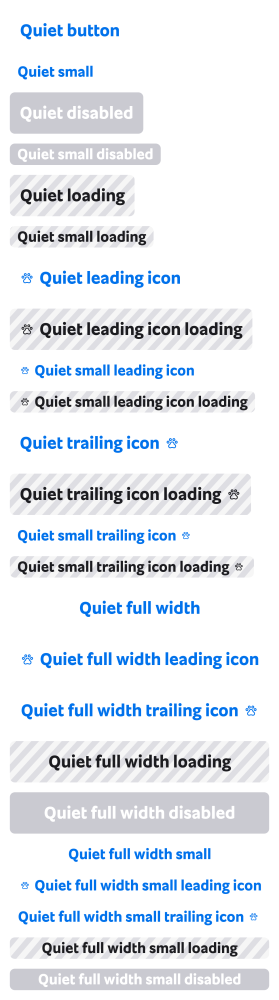 Quiet button
Quiet small
Quiet disabled
Quiet small disabled
Quiet loading
Quiet small loading
Quiet leading icon
Quiet leading icon loading
Quiet small leading icon
Quiet small leading icon loading
Quiet trailing icon
Quiet trailing icon loading
Quiet small trailing icon
Quiet small trailing icon loading
Quiet full width
Quiet full width leading icon
Quiet full width trailing icon
Quiet full width loading
Quiet full width disabled
Quiet full width small
Quiet full width small leading icon
Quiet full width small trailing icon
Quiet full width small loading
Quiet full width small disabled